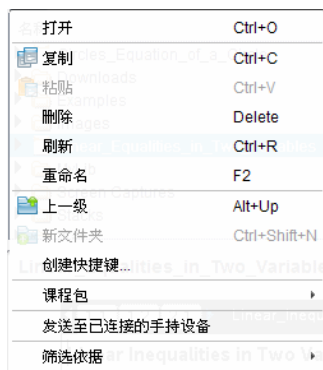 打开 Ctrl+O
复制 Ctrl+C
粘贴 Ctrl+V
删除 Delete
刷新 Ctrl+R
重命名 F2
上一级 Alt+Up
新文件夹 Ctrl+Shift+N
创建快捷键...
课程包
发送至已连接的手持设备
筛选依据